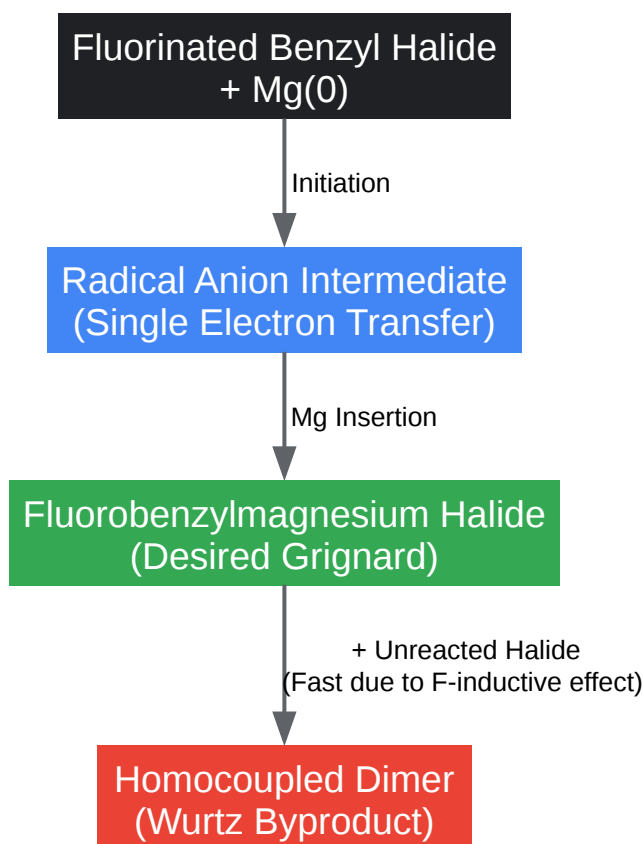 Fluorinated Benzyl Halide
+ Mg(0)
Initiation
Radical Anion Intermediate
(Single Electron Transfer)
Mg Insertion
Fluorobenzylmagnesium Halide
(Desired Grignard)
+ Unreacted Halide
(Fast due to F-inductive effect)
Homocoupled Dimer
(Wurtz Byproduct)